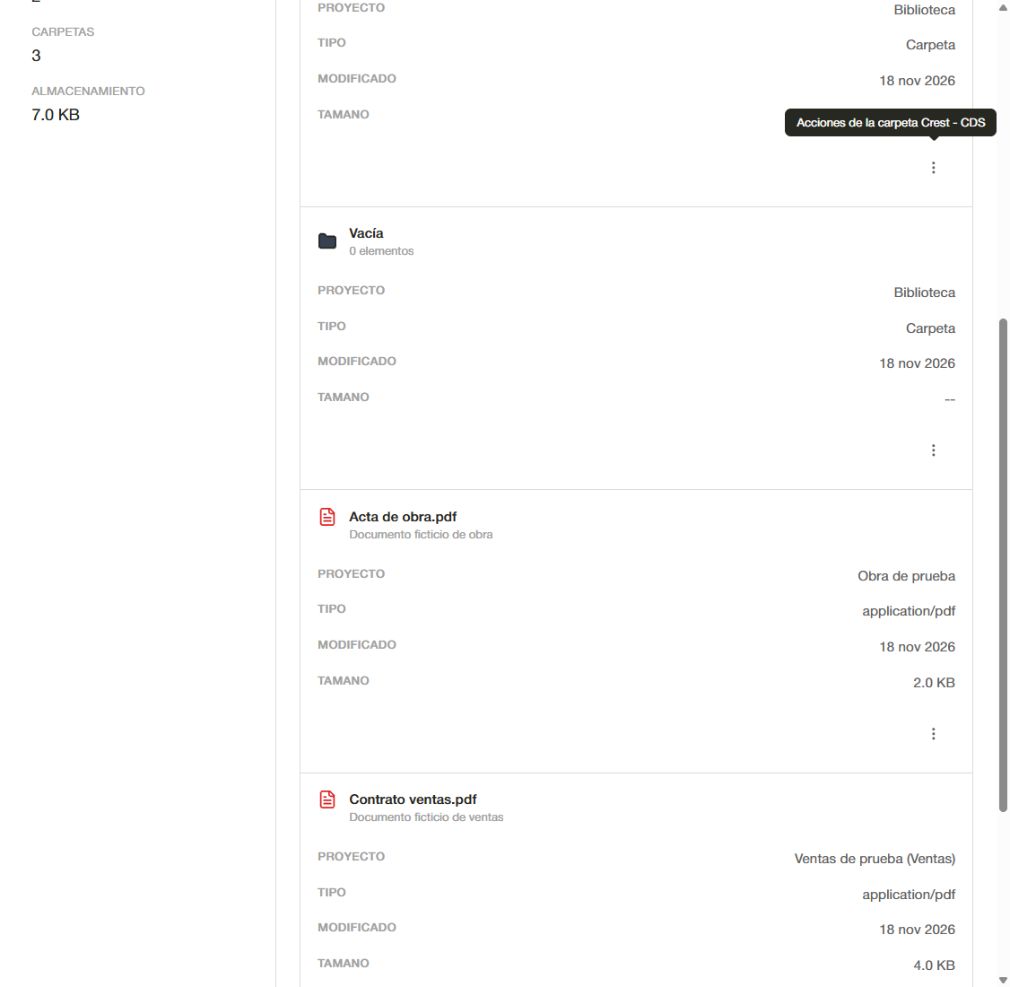 CARPETAS
3
ALMACENAMIENTO
7.0 KB
PROYECTO
Biblioteca
TIPO
Carpeta
MODIFICADO
18 nov 2026
TAMANO
Acciones de la carpeta Crest - CDS
Vacía
0 elementos
PROYECTO
Biblioteca
TIPO
Carpeta
MODIFICADO
18 nov 2026
TAMANO
--
Acta de obra.pdf
Documento ficticio de obra
PROYECTO
Obra de prueba
TIPO
application/pdf
MODIFICADO
18 nov 2026
TAMANO
2.0 KB
Contrato ventas.pdf
Documento ficticio de ventas
PROYECTO
Ventas de prueba (Ventas)
TIPO
application/pdf
MODIFICADO
18 nov 2026
TAMANO
4.0 KB